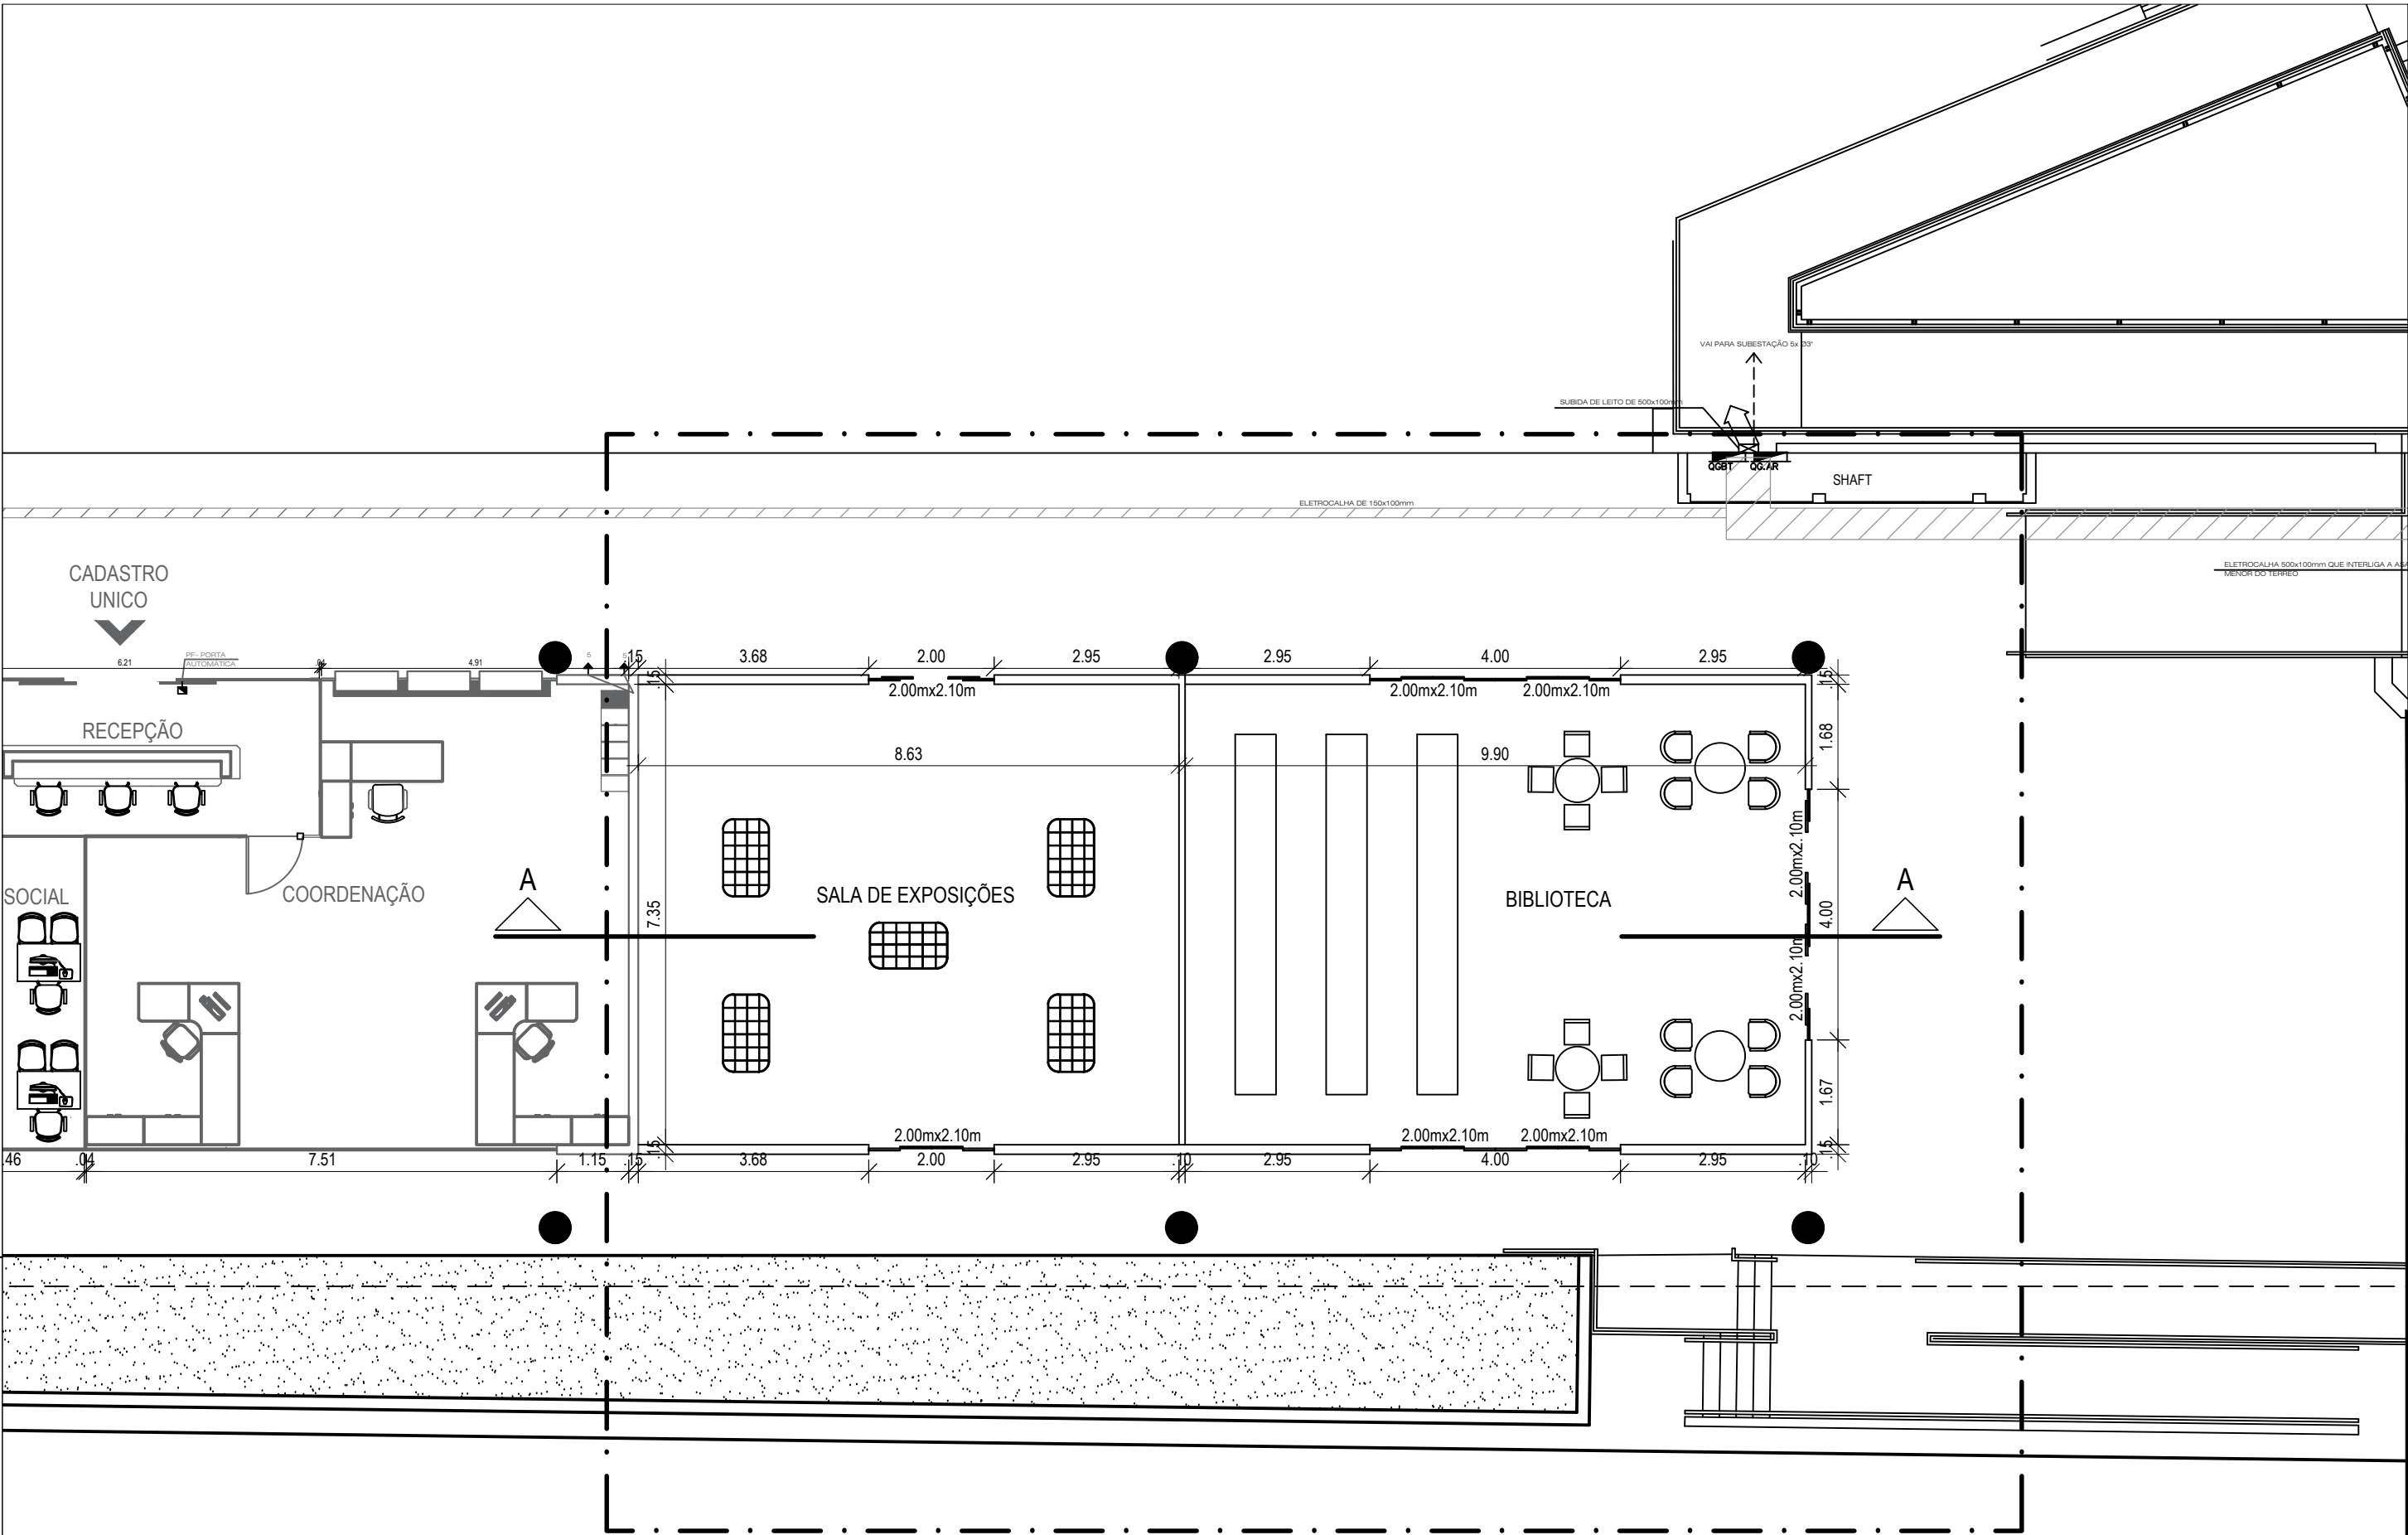 VAI PARA SUBESTAÇÃO 5x Ø3"
SUBIDA DE LEITO DE 500x100mm
QGBT
QG.AR
SHAFT
ELETROCALHA DE 150x100mm
ELETROCALHA 500x100mm QUE INTERLIGA A
MENOR DO TERREO
CADASTRO
UNICO
PF- PORTA
AUTOMÁTICA
6.21
4.91
5
5
.15
3.68
2.00
2.95
2.95
4.00
2.95
.15
.15
2.00mx2.10m
2.00mx2.10m
2.00mx2.10m
RECEPÇÃO
8.63
9.90
1.68
2.00mx2.10m
A
A
SOCIAL
COORDENAÇÃO
SALA DE EXPOSIÇÕES
BIBLIOTECA
7.35
4.00
2.00mx2.10m
1.67
2.00mx2.10m
2.00mx2.10m
2.00mx2.10m
.15
.15
.46
.04
7.51
1.15
.15
3.68
2.00
2.95
.10
2.95
4.00
2.95
.10